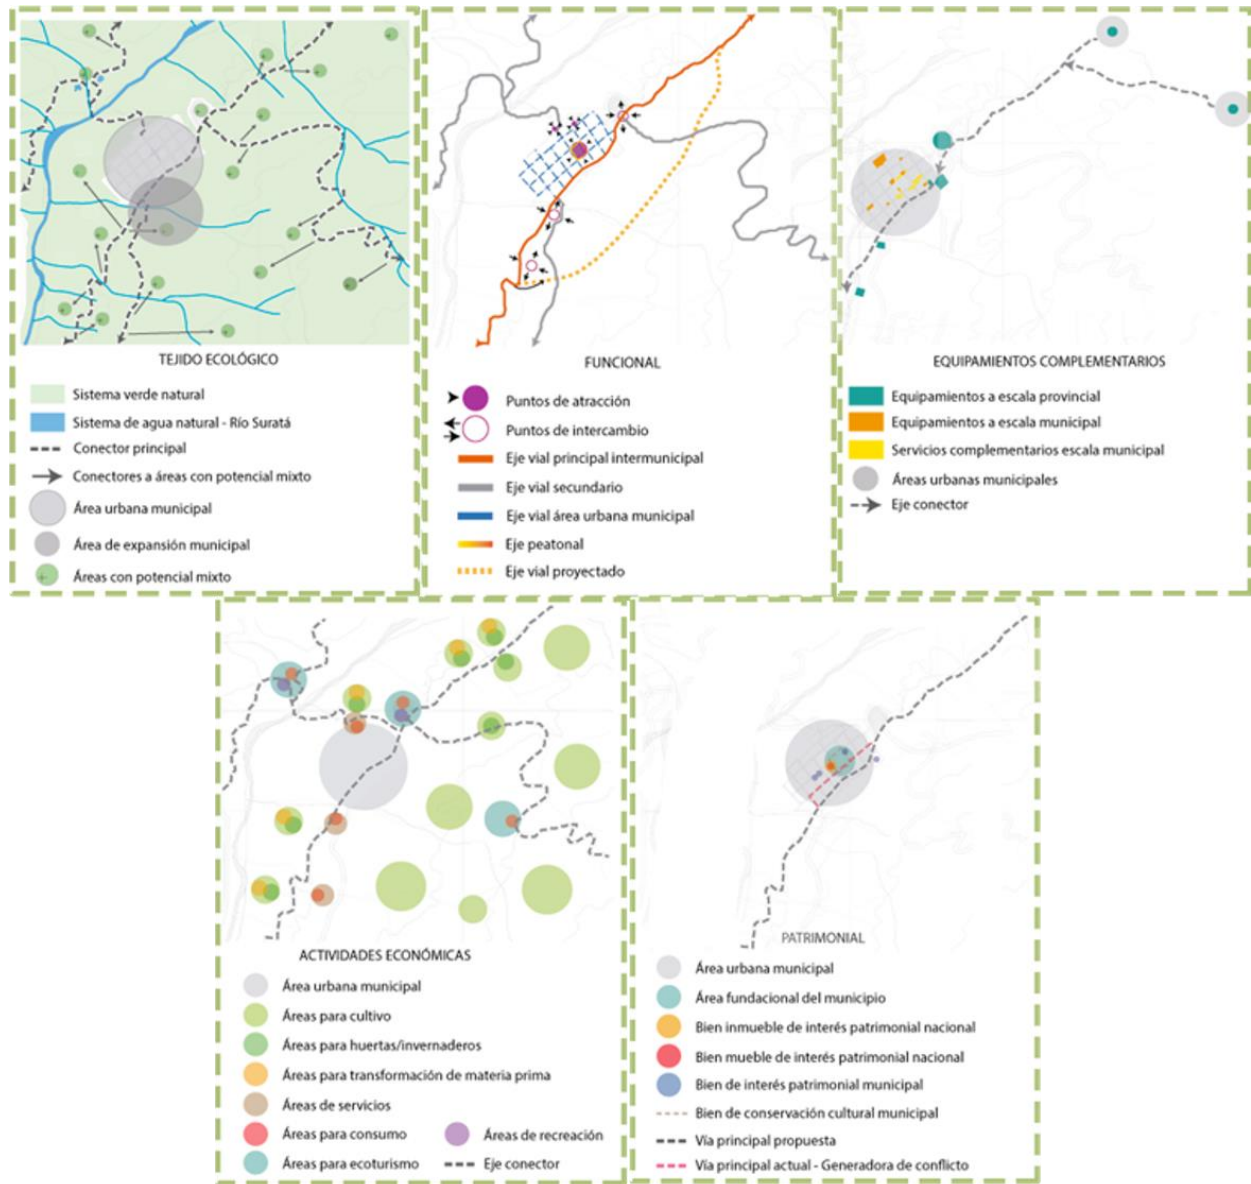 TEJIDO ECOLÓGICO
Sistema verde natural
Sistema de agua natural - Río Suratá
Conector principal
Conectores a áreas con potencial mixto
Área urbana municipal
Área de expansión municipal
Áreas con potencial mixto
FUNCIONAL
Puntos de atracción
Puntos de intercambio
Eje vial principal intermunicipal
Eje vial secundario
Eje vial área urbana municipal
Eje peatonal
Eje vial proyectado
EQUIPAMIENTOS COMPLEMENTARIOS
Equipamientos a escala provincial
Equipamientos a escala municipal
Servicios complementarios escala municipal
Áreas urbanas municipales
Eje conector
ACTIVIDADES ECONÓMICAS
Área urbana municipal
Áreas para cultivo
Áreas para huertas/invernaderos
Áreas para transformación de materia prima
Áreas de servicios
Áreas para consumo
Áreas para ecoturismo
Áreas de recreación
Eje conector
PATRIMONIAL
Área urbana municipal
Área fundacional del municipio
Bien inmueble de interés patrimonial nacional
Bien mueble de interés patrimonial nacional
Bien de interés patrimonial municipal
Bien de conservación cultural municipal
Vía principal propuesta
Vía principal actual - Generadora de conflicto